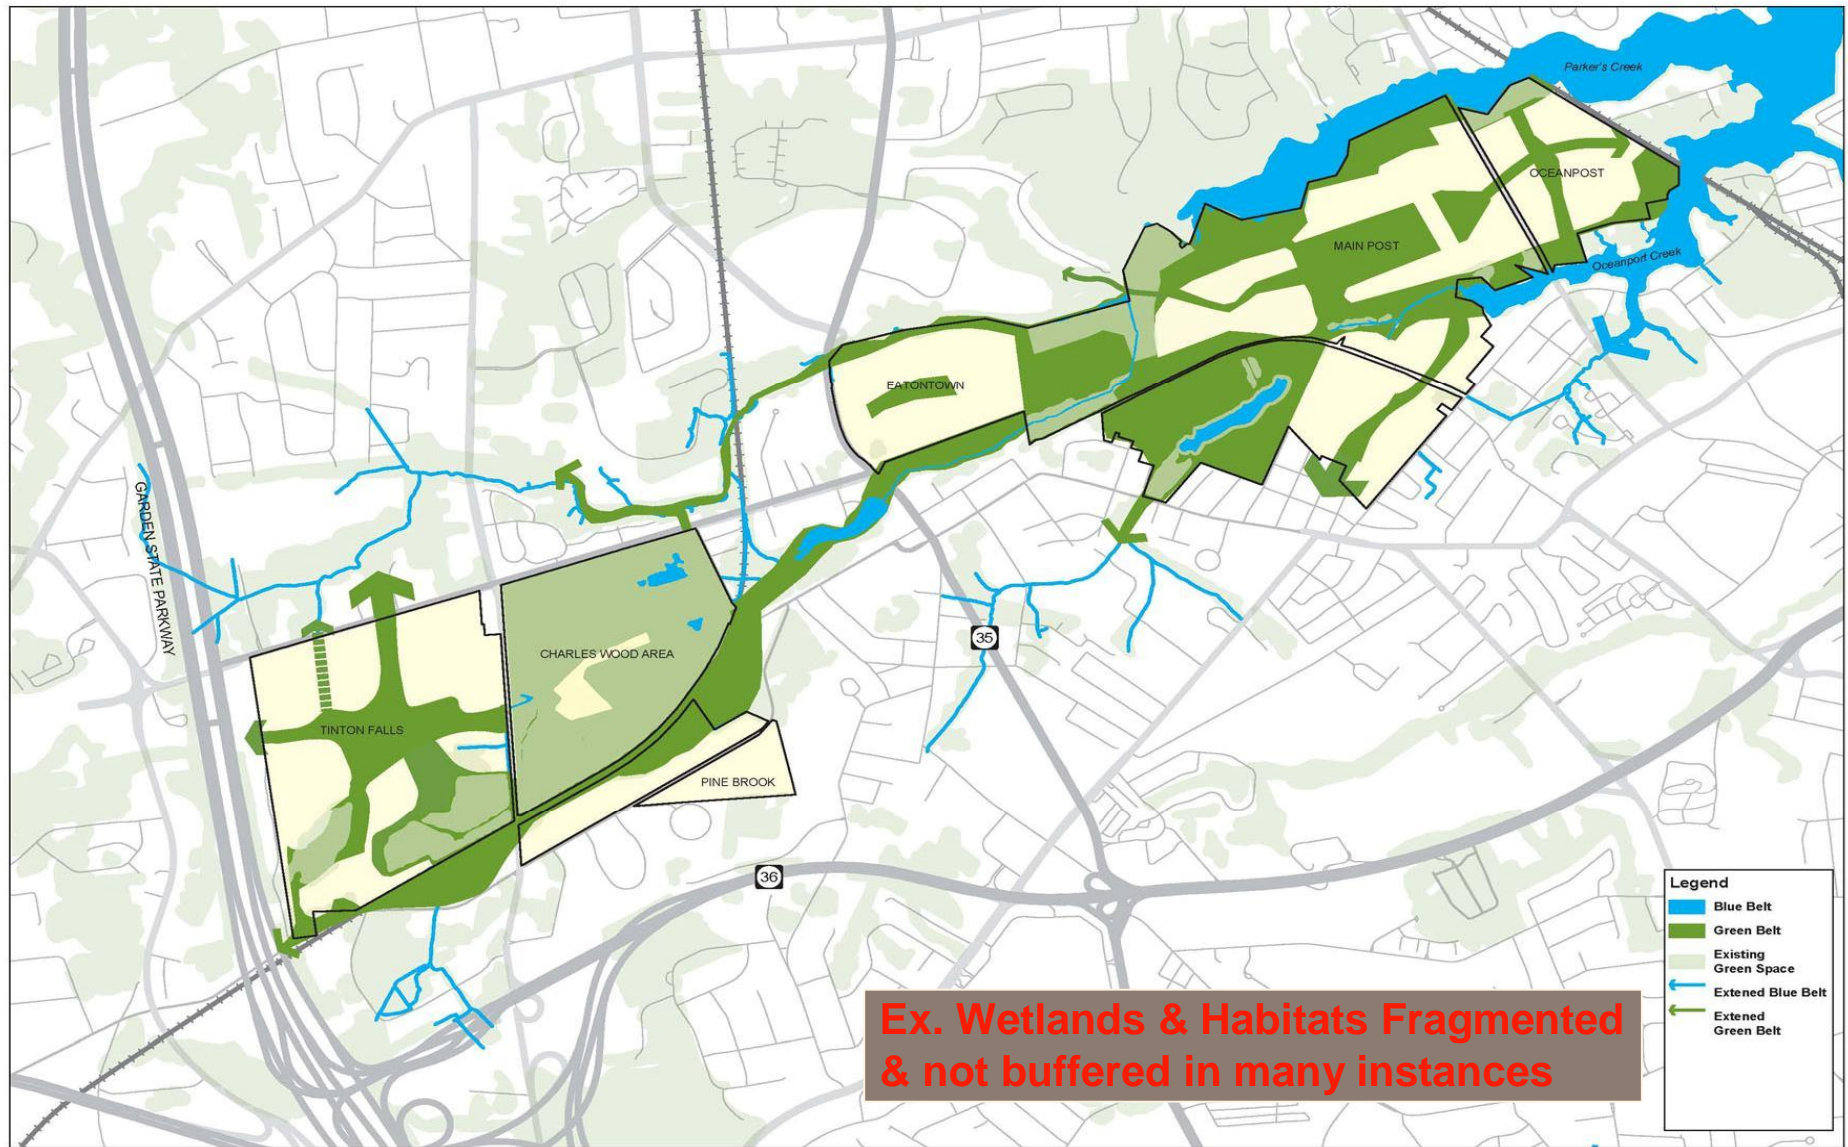 Parker's Creek
OCEANPOST
MAIN POST
Oceanport Creek
EATONTOWN
GARDEN STATE PARKWAY
35
CHARLES WOOD AREA
TINTON FALLS
PINE BROOK
36
Legend
Blue Belt
Green Belt
Existing
Green Space
Extened Blue Belt
Extened
Green Belt
Ex. Wetlands & Habitats Fragmented
& not buffered in many instances